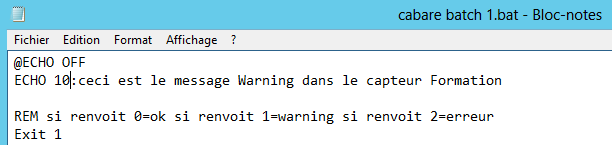 cabare batch 1.bat - Bloc-notes
Fichier Edition Format Affichage ?
@ECHO OFF
ECHO 10:ceci est le message Warning dans le capteur Formation
REM si renvoit 0=ok si renvoit 1=warning si renvoit 2=erreur
Exit 1